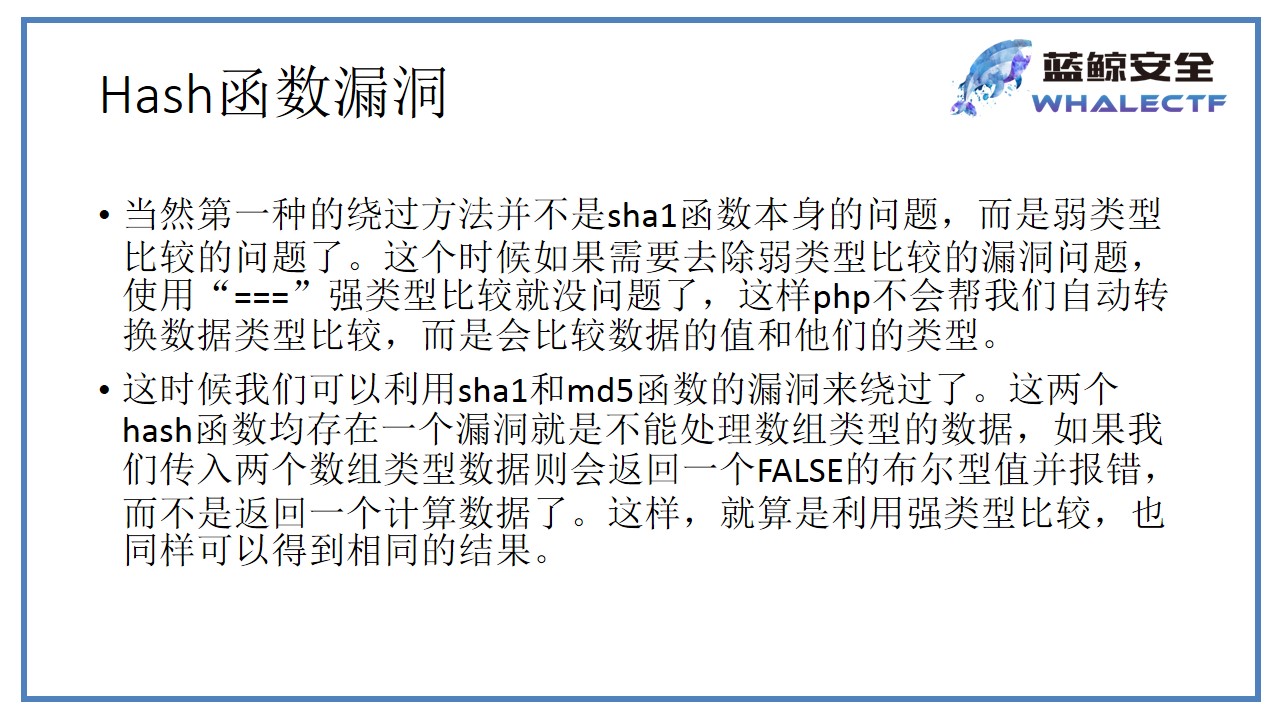 Hash函数漏洞
蓝鲸安全
WHALECTF
• 当然第一种的绕过方法并不是sha1函数本身的问题，而是弱类型
比较的问题了。这个时候如果需要去除弱类型比较的漏洞问题，
使用“===”强类型比较就没问题了，这样php不会帮我们自动转
换数据类型比较，而是会比较数据的值和他们的类型。
• 这时候我们可以利用sha1和md5函数的漏洞来绕过了。这两个
hash函数均存在一个漏洞就是不能处理数组类型的数据，如果我
们传入两个数组类型数据则会返回一个FALSE的布尔型值并报错，
而不是返回一个计算数据了。这样，就算是利用强类型比较，也
同样可以得到相同的结果。